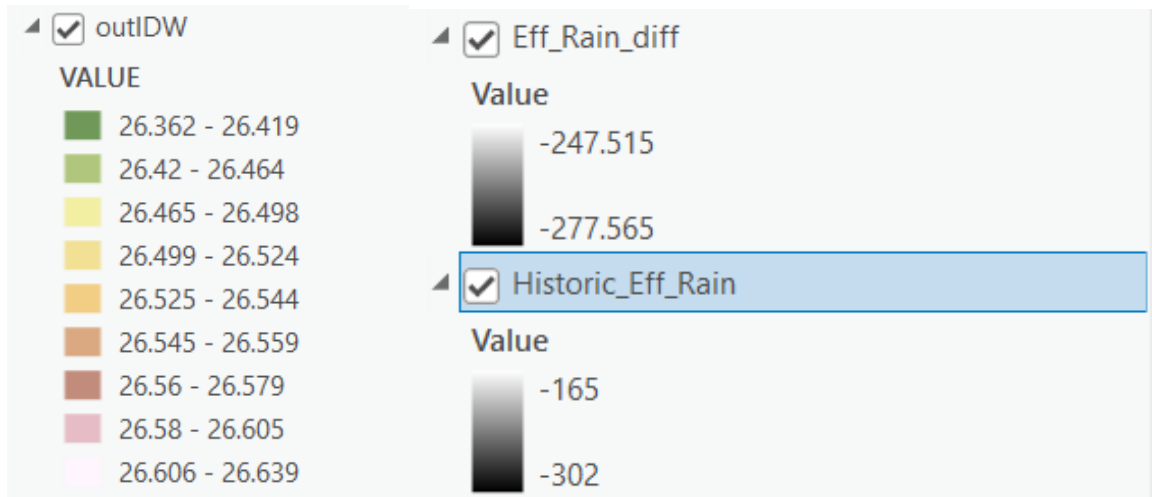 outIDW
VALUE
26.362 - 26.419
26.42 - 26.464
26.465 - 26.498
26.499 - 26.524
26.525 - 26.544
26.545 - 26.559
26.56 - 26.579
26.58 - 26.605
26.606 - 26.639
Eff_Rain_diff
Value
-247.515
-277.565
Historic_Eff_Rain
Value
-165
-302